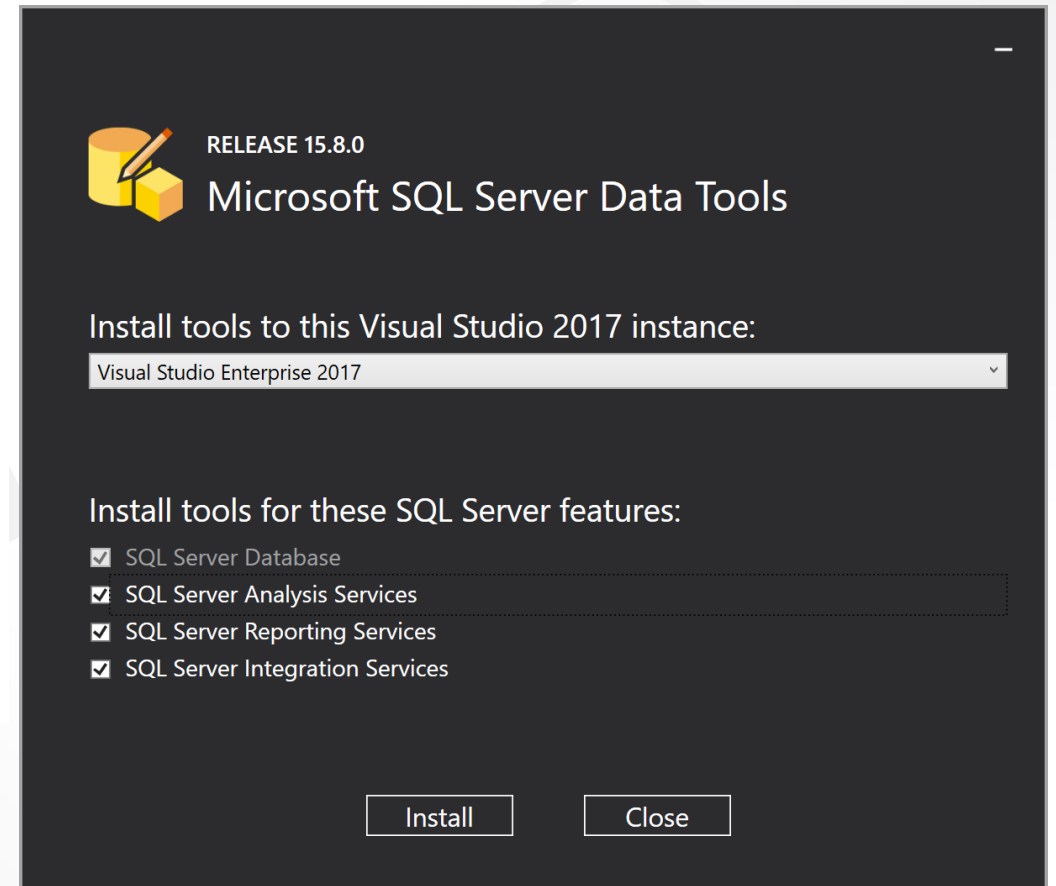 RELEASE 15.8.0
Microsoft SQL Server Data Tools
Install tools to this Visual Studio 2017 instance:
Visual Studio Enterprise 2017
Install tools for these SQL Server features:
SQL Server Database
SQL Server Analysis Services
SQL Server Reporting Services
SQL Server Integration Services
Install Close